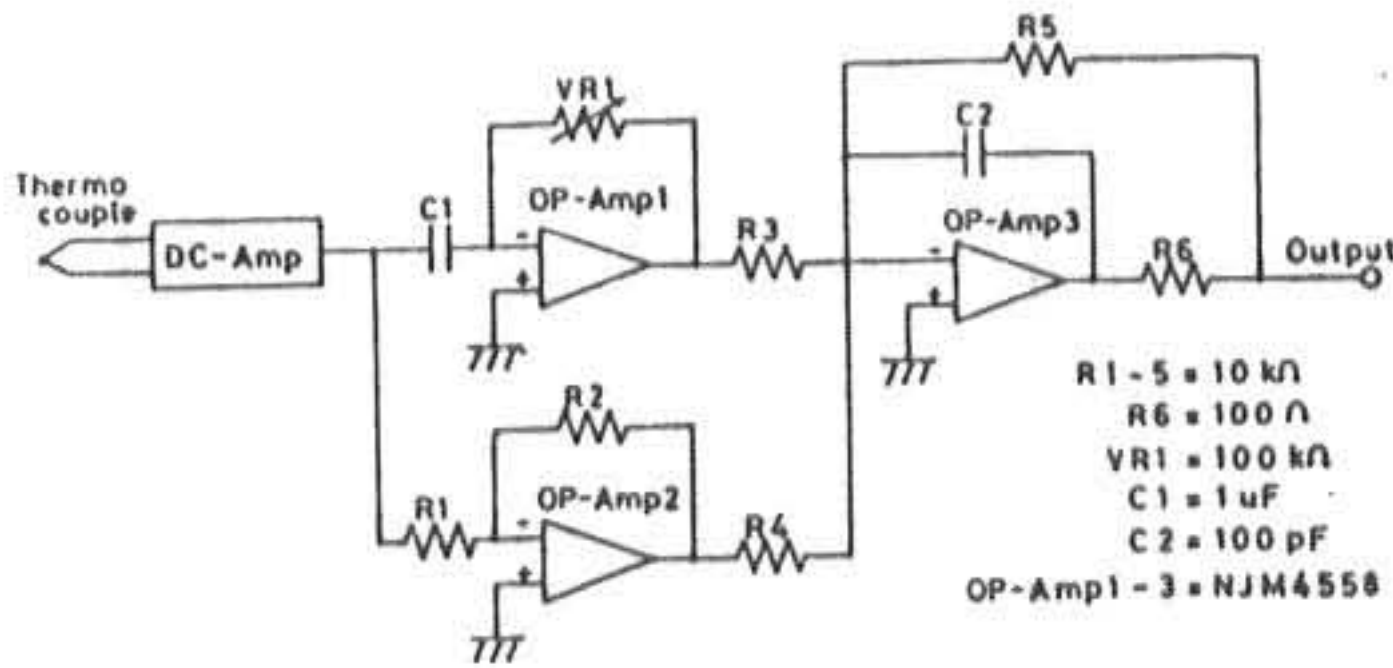 R5
VR1
C2
Thermo
couple
C1
OP-Amp1
OP-Amp3
R3
DC-Amp
R6
Output
-
+
-
+
R1-5 = 10 kΩ
R2
R6 = 100 Ω
VR1 = 100 kΩ
OP-Amp2
C1 = 1 uF
R1
R4
C2 = 100 pF
-
+
OP-Amp1-3 = NJM4558